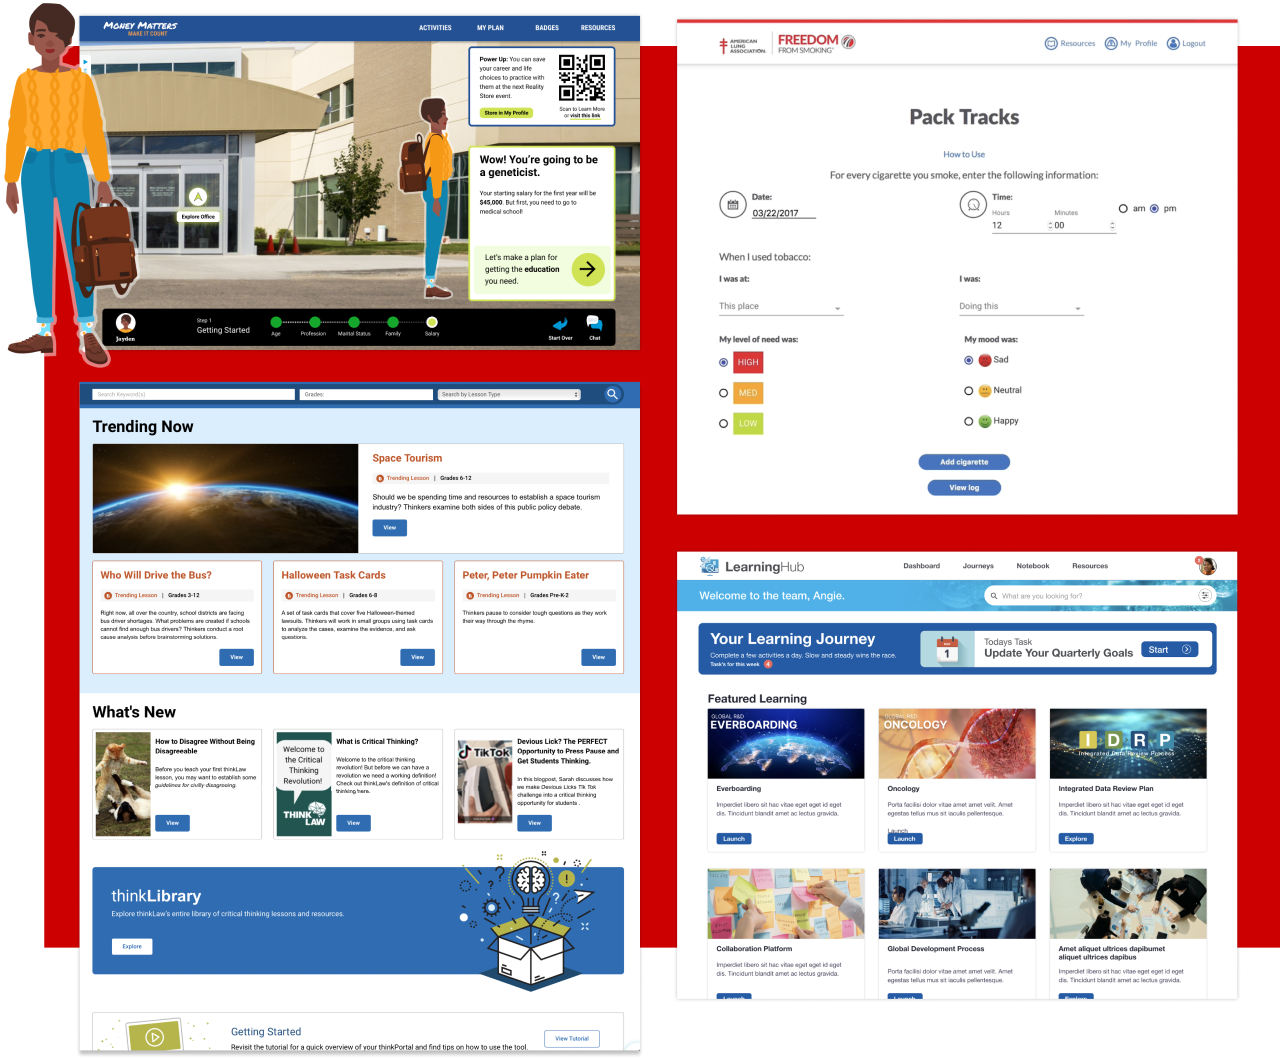 MONEY MATTERS
MAKE IT COUNT
ACTIVITIES MY PLAN BADGES RESOURCES
Power Up: You can save
your career and life
choices to practice with
them at the next Reality
Store event.
Store in My Profile
Scan to Learn More
or visit this link
Wow! You're going to be
a geneticist.
Your starting salary for the first year will be
$45,000. But first, you need to go to
medical school!
Let's make a plan for
getting the education
you need.
Explore Office
Jayden
Step 1
Getting Started
Age Profession Marital Status Family Salary
Start Over Chat
AMERICAN
LUNG
ASSOCIATION.
FREEDOM
FROM SMOKING
Resources My Profile Logout
Pack Tracks
How to Use
For every cigarette you smoke, enter the following information:
Date:
03/22/2017
Time:
Hours Minutes
12 00
am pm
When I used tobacco:
I was at: I was:
This place Doing this
My level of need was: My mood was:
HIGH Sad
MED Neutral
LOW Happy
Add cigarette
View log
Search Keyword(s) Grades: Search by Lesson Type
Trending Now
Space Tourism
Trending Lesson | Grades 6-12
Should we be spending time and resources to establish a space tourism
industry? Thinkers examine both sides of this public policy debate.
View
Who Will Drive the Bus?
Trending Lesson | Grades 3-12
Right now, all over the country, school districts are facing
bus driver shortages. What problems are created if schools
cannot find enough bus drivers? Thinkers conduct a root
cause analysis before brainstorming solutions.
View
Halloween Task Cards
Trending Lesson | Grades 6-8
A set of task cards that cover five Halloween-themed
lawsuits. Thinkers will work in small groups using task cards
to analyze the cases, examine the evidence, and ask
questions.
View
Peter, Peter Pumpkin Eater
Trending Lesson | Grades Pre-K-2
Thinkers pause to consider tough questions as they work
their way through the rhyme.
View
What's New
How to Disagree Without Being
Disagreeable
Before you teach your first thinkLaw
lesson, you may want to establish some
guidelines for civilly disagreeing.
View
Welcome to
the Critical
Thinking
Revolution!
THINK
LAW
What is Critical Thinking?
Welcome to the critical thinking
revolution! But before we can have a
revolution we need a working definition!
Check out thinkLaw's definition of critical
thinking here.
View
TikTok
Devious Lick? The PERFECT
Opportunity to Press Pause and
Get Students Thinking.
In this blogpost, Sarah discusses how
we make Devious Licks Tik Tok
challenge into a critical thinking
opportunity for students .
View
thinkLibrary
Explore thinkLaw's entire library of critical thinking lessons and resources.
Explore
Getting Started
Revisit the tutorial for a quick overview of your thinkPortal and find tips on how to use the tool.
View Tutorial
LearningHub
Dashboard Journeys Notebook Resources
Welcome to the team, Angie.
What are you looking for?
Your Learning Journey
Complete a few activities a day. Slow and steady wins the race.
Task's for this week 4
1
Todays Task
Update Your Quarterly Goals
Start
Featured Learning
GLOBAL R&D
EVERBOARDING
GLOBAL R&D
ONCOLOGY
I D R P
Integrated Data Review Process
Everboarding
Imperdiet libero sit hac vitae eget eget id eget
dis. Tincidunt blandit amet ac lectus gravida.
Launch
Oncology
Porta facilisi dolor vitae amet amet velit. Amet
egestas tellus mus sit iaculis pellentesque.
Launch
Launch
Integrated Data Review Plan
Imperdiet libero sit hac vitae eget eget id eget
dis. Tincidunt blandit amet ac lectus gravida.
Explore
Collaboration Platform
Imperdiet libero sit hac vitae eget eget id eget
dis. Tincidunt blandit amet ac lectus gravida.
Launch
Global Development Process
Porta facilisi dolor vitae amet amet velit. Amet
egestas tellus mus sit iaculis pellentesque.
Launch
Amet aliquet ultrices dapibumet
aliquet ultrices dapibus
Imperdiet libero sit hac vitae eget eget id eget
dis. Tincidunt blandit amet ac lectus gravida.
Explore